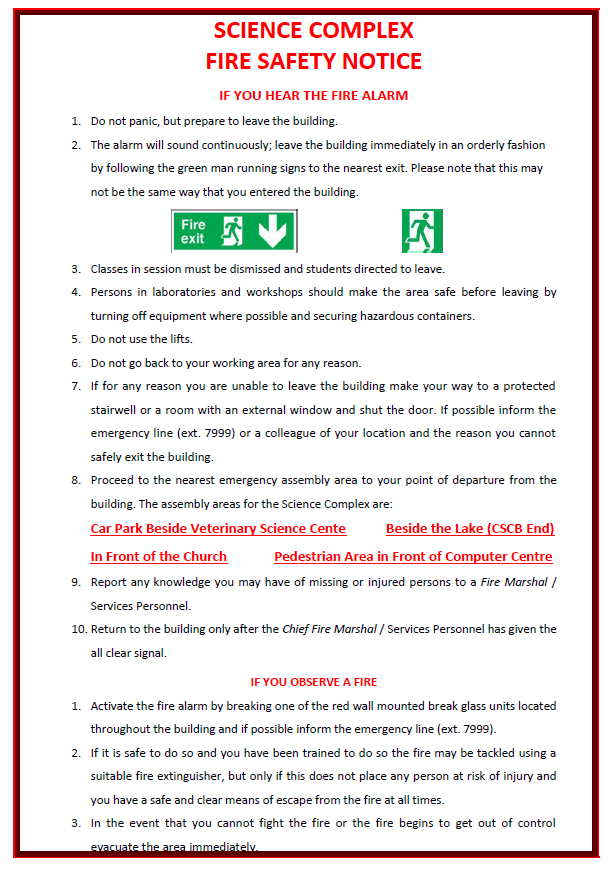 SCIENCE COMPLEX
FIRE SAFETY NOTICE
IF YOU HEAR THE FIRE ALARM
1. Do not panic, but prepare to leave the building.
2. The alarm will sound continuously; leave the building immediately in an orderly fashion
by following the green man running signs to the nearest exit. Please note that this may
not be the same way that you entered the building.
Fire
exit
3. Classes in session must be dismissed and students directed to leave.
4. Persons in laboratories and workshops should make the area safe before leaving by
turning off equipment where possible and securing hazardous containers.
5. Do not use the lifts.
6. Do not go back to your working area for any reason.
7. If for any reason you are unable to leave the building make your way to a protected
stairwell or a room with an external window and shut the door. If possible inform the
emergency line (ext. 7999) or a colleague of your location and the reason you cannot
safely exit the building.
8. Proceed to the nearest emergency assembly area to your point of departure from the
building. The assembly areas for the Science Complex are:
Car Park Beside Veterinary Science Cente Beside the Lake (CSCB End)
In Front of the Church Pedestrian Area in Front of Computer Centre
9. Report any knowledge you may have of missing or injured persons to a Fire Marshal /
Services Personnel.
10. Return to the building only after the Chief Fire Marshal / Services Personnel has given the
all clear signal.
IF YOU OBSERVE A FIRE
1. Activate the fire alarm by breaking one of the red wall mounted break glass units located
throughout the building and if possible inform the emergency line (ext. 7999).
2. If it is safe to do so and you have been trained to do so the fire may be tackled using a
suitable fire extinguisher, but only if this does not place any person at risk of injury and
you have a safe and clear means of escape from the fire at all times.
3. In the event that you cannot fight the fire or the fire begins to get out of control
evacuate the area immediately.